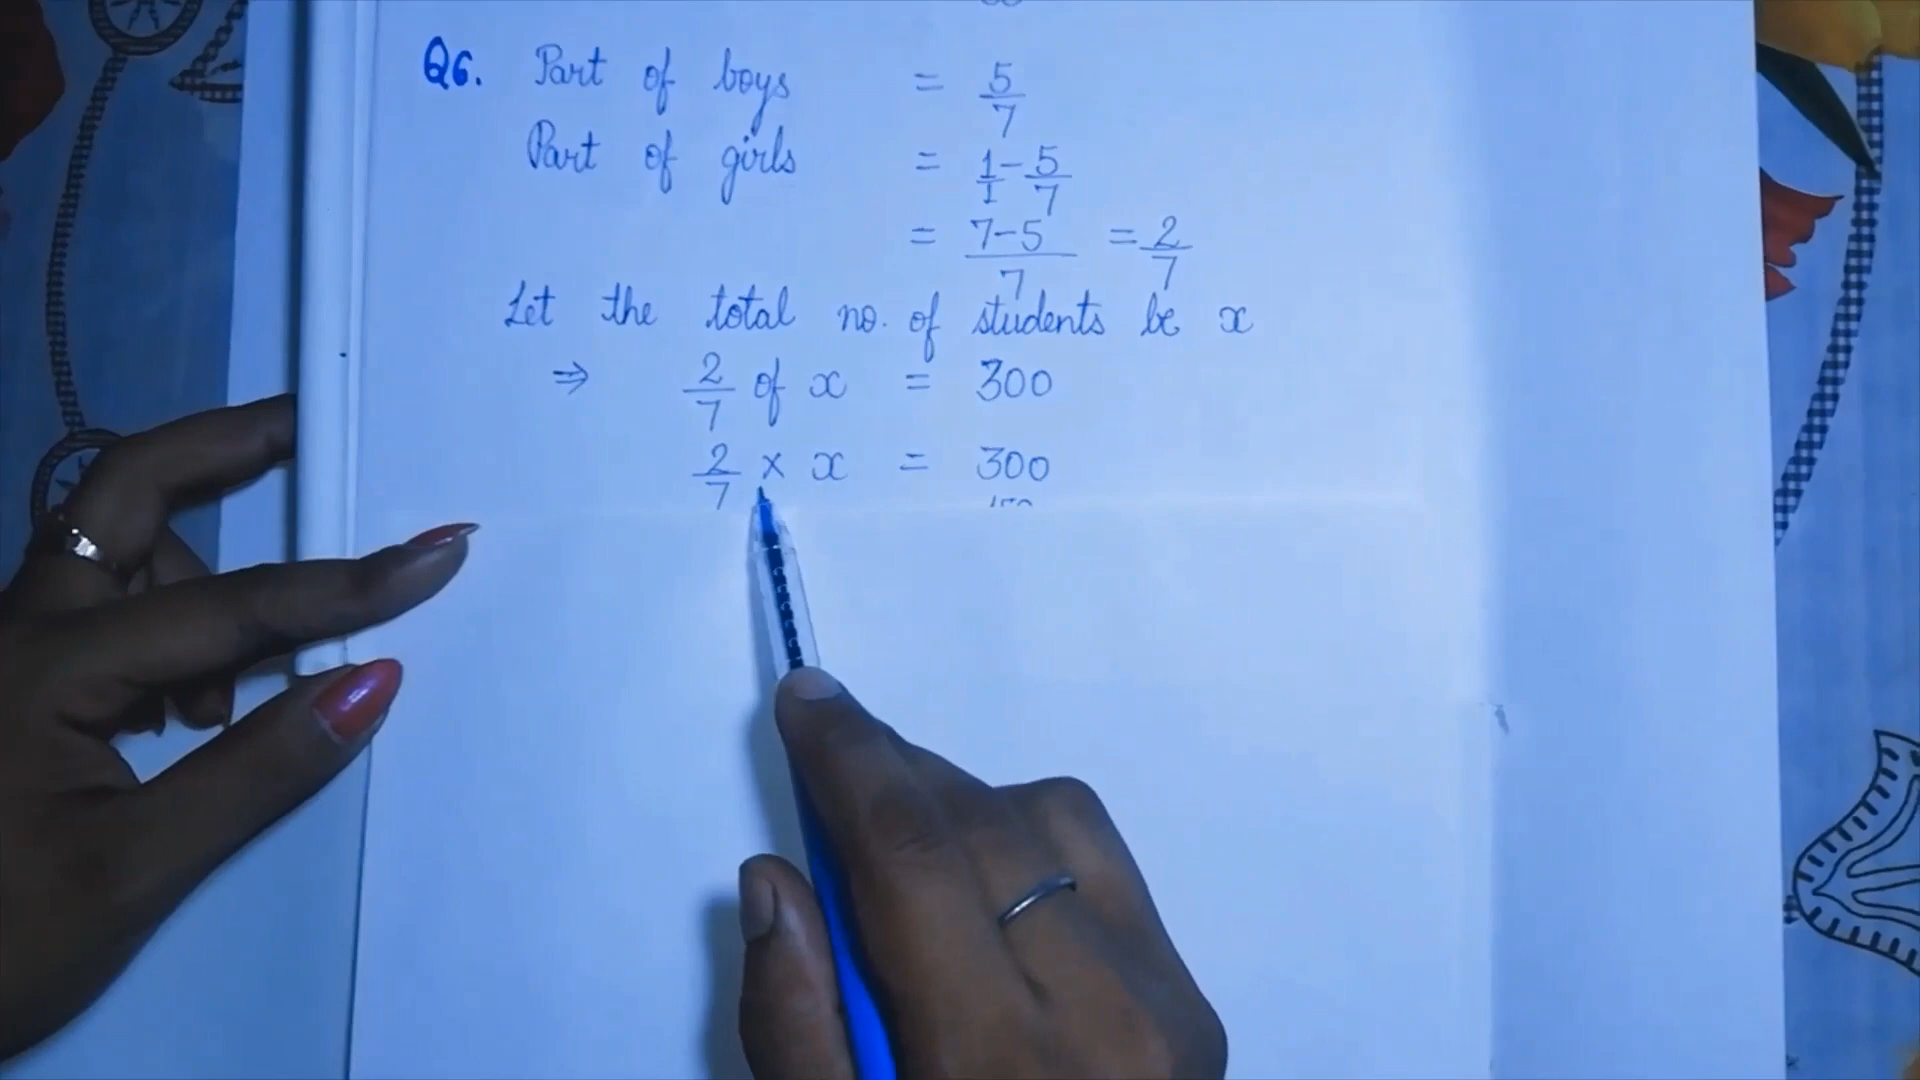 Q6. Part of boys = 5/7
Part of girls = 1/1 - 5/7
= 7-5/7 = 2/7
Let the total no. of students be x
⇒ 2/7 of x = 300
2/7 × x = 300